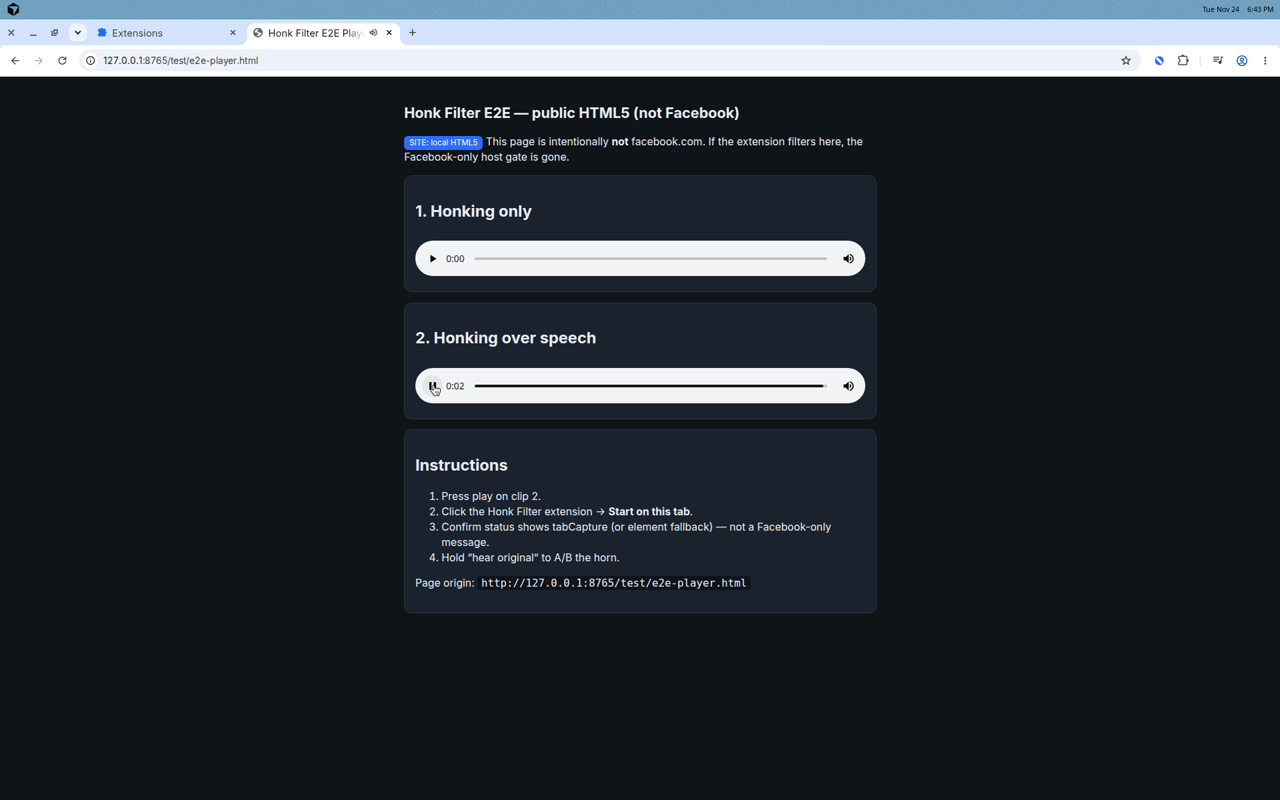 Tue Nov 24 6:43 PM
Extensions
Honk Filter E2E Play
127.0.0.1:8765/test/e2e-player.html
Honk Filter E2E — public HTML5 (not Facebook)
SITE: local HTML5 This page is intentionally not facebook.com. If the extension filters here, the
Facebook-only host gate is gone.
1. Honking only
0:00
2. Honking over speech
0:02
Instructions
1. Press play on clip 2.
2. Click the Honk Filter extension → Start on this tab.
3. Confirm status shows tabCapture (or element fallback) — not a Facebook-only
message.
4. Hold “hear original” to A/B the horn.
Page origin: http://127.0.0.1:8765/test/e2e-player.html